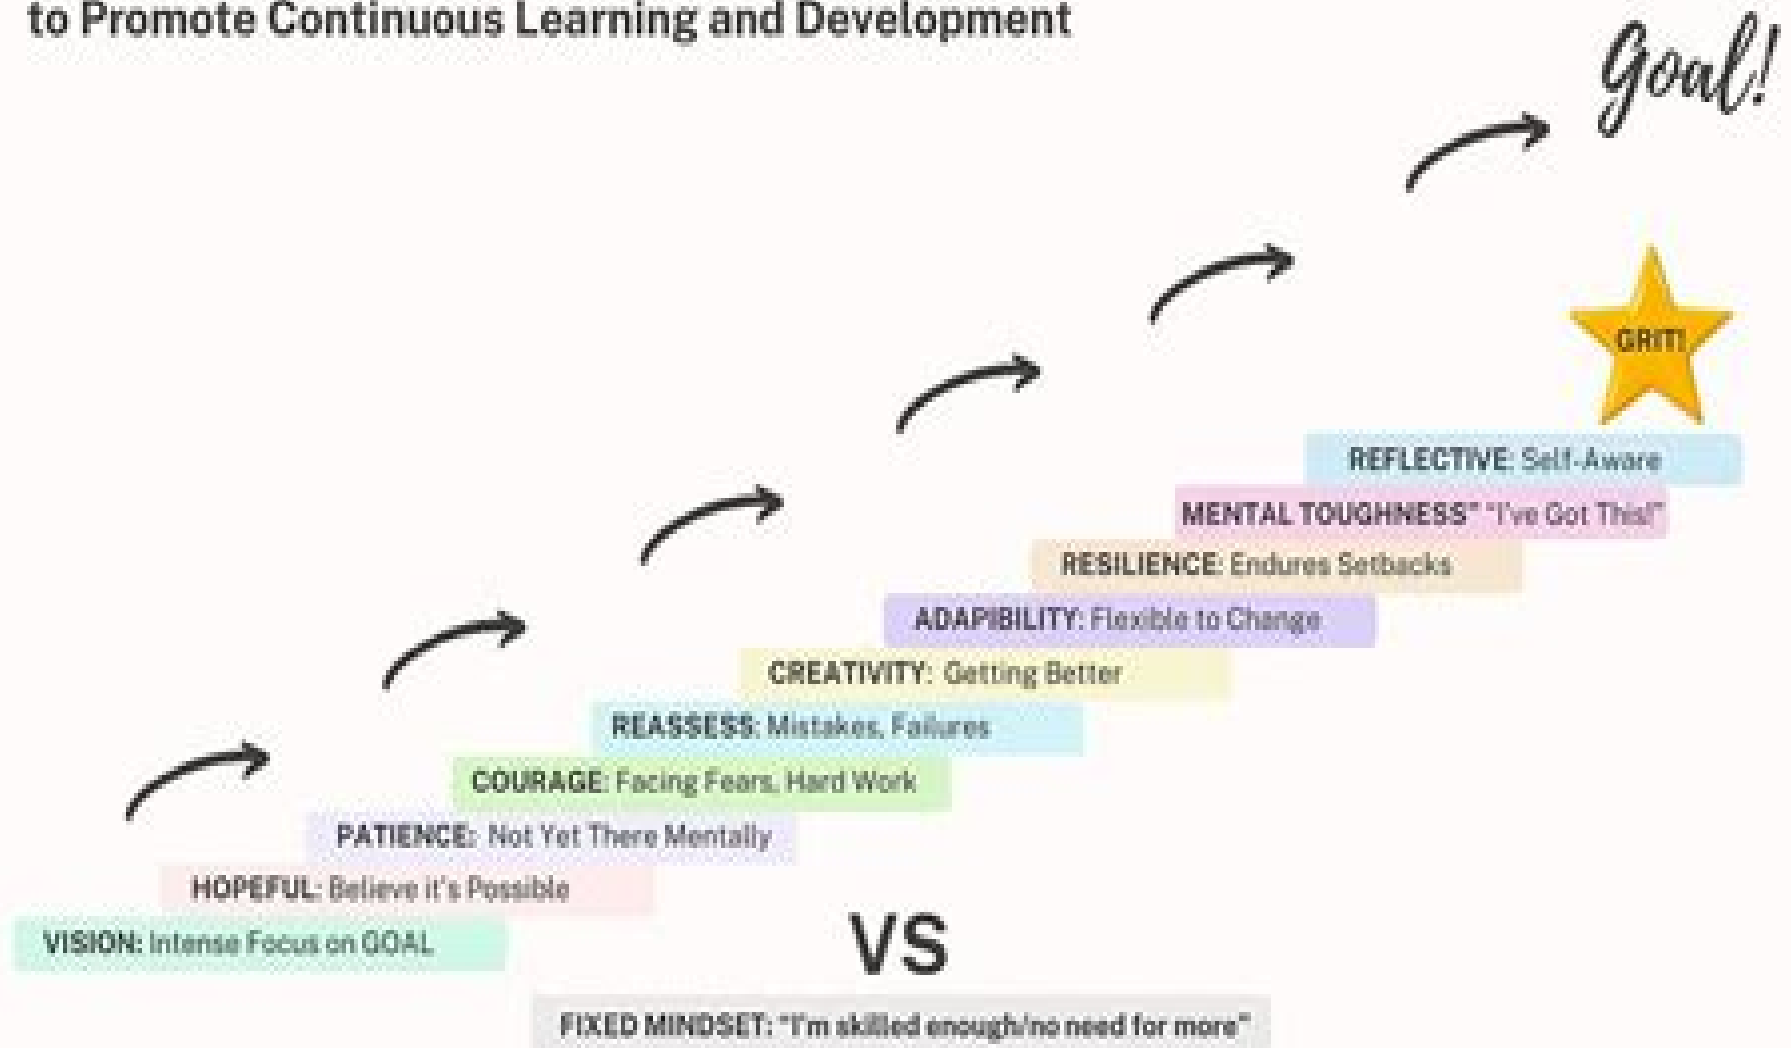 to Promote Continuous Learning and Development
Goal!
GRIT!
REFLECTIVE: Self-Aware
MENTAL TOUGHNESS" "I've Got This!"
RESILIENCE: Endures Setbacks
ADAPIBILITY: Flexible to Change
CREATIVITY: Getting Better
REASSESS: Mistakes, Failures
COURAGE: Facing Fears, Hard Work
PATIENCE: Not Yet There Mentally
HOPEFUL: Believe it's Possible
VISION: Intense Focus on GOAL
VS
FIXED MINDSET: "I'm skilled enough/no need for more"